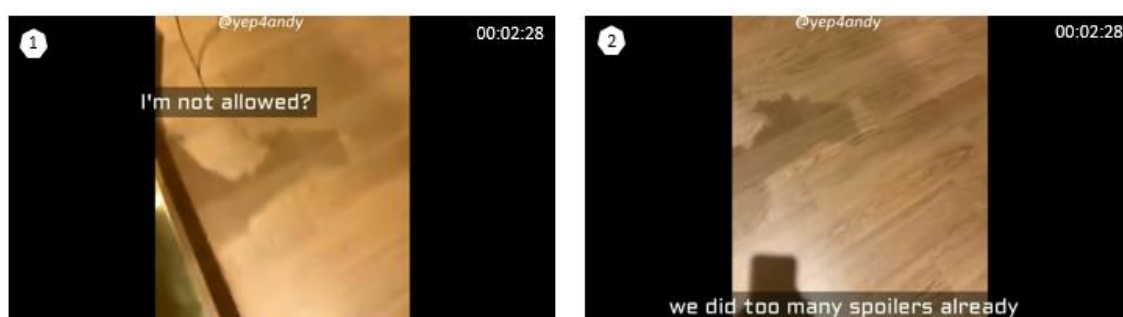 @yep4andy
1
00:02:28
I'm not allowed?
@yep4andy
2
00:02:28
we did too many spoilers already